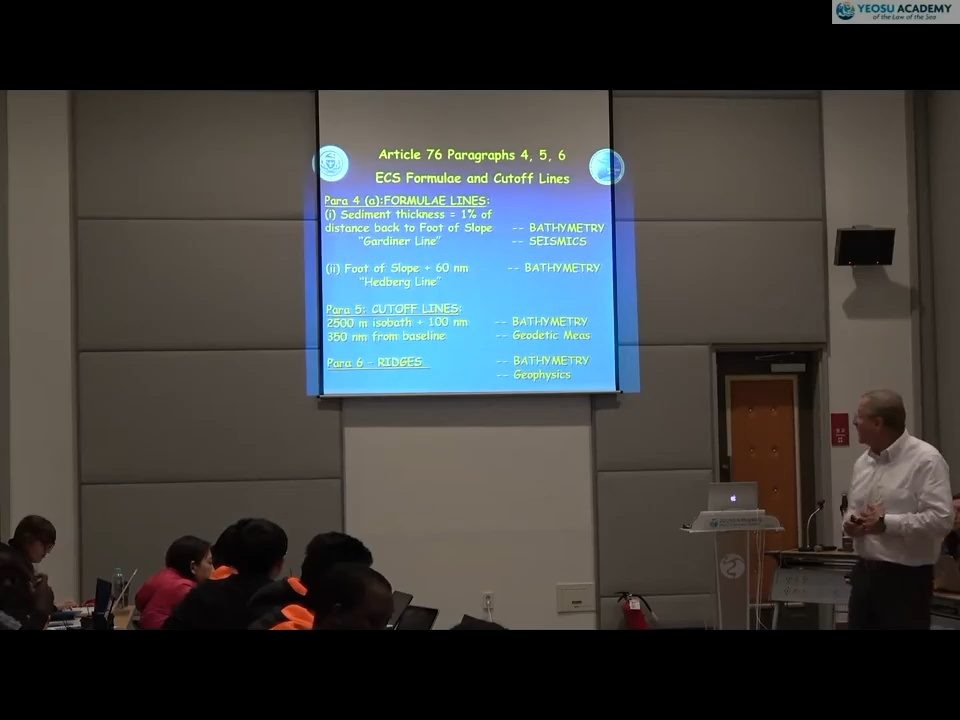 YEOSU ACADEMY
of the Law of the Sea
Article 76 Paragraphs 4, 5, 6
ECS Formulae and Cutoff Lines
Para 4 (a):FORMULAE LINES:
(i) Sediment thickness = 1% of
distance back to Foot of Slope -- BATHYMETRY
"Gardiner Line" -- SEISMICS
(ii) Foot of Slope + 60 nm -- BATHYMETRY
"Hedberg Line"
Para 5: CUTOFF LINES:
2500 m isobath + 100 nm -- BATHYMETRY
350 nm from baseline -- Geodetic Meas
Para 6 - RIDGES -- BATHYMETRY
-- Geophysics